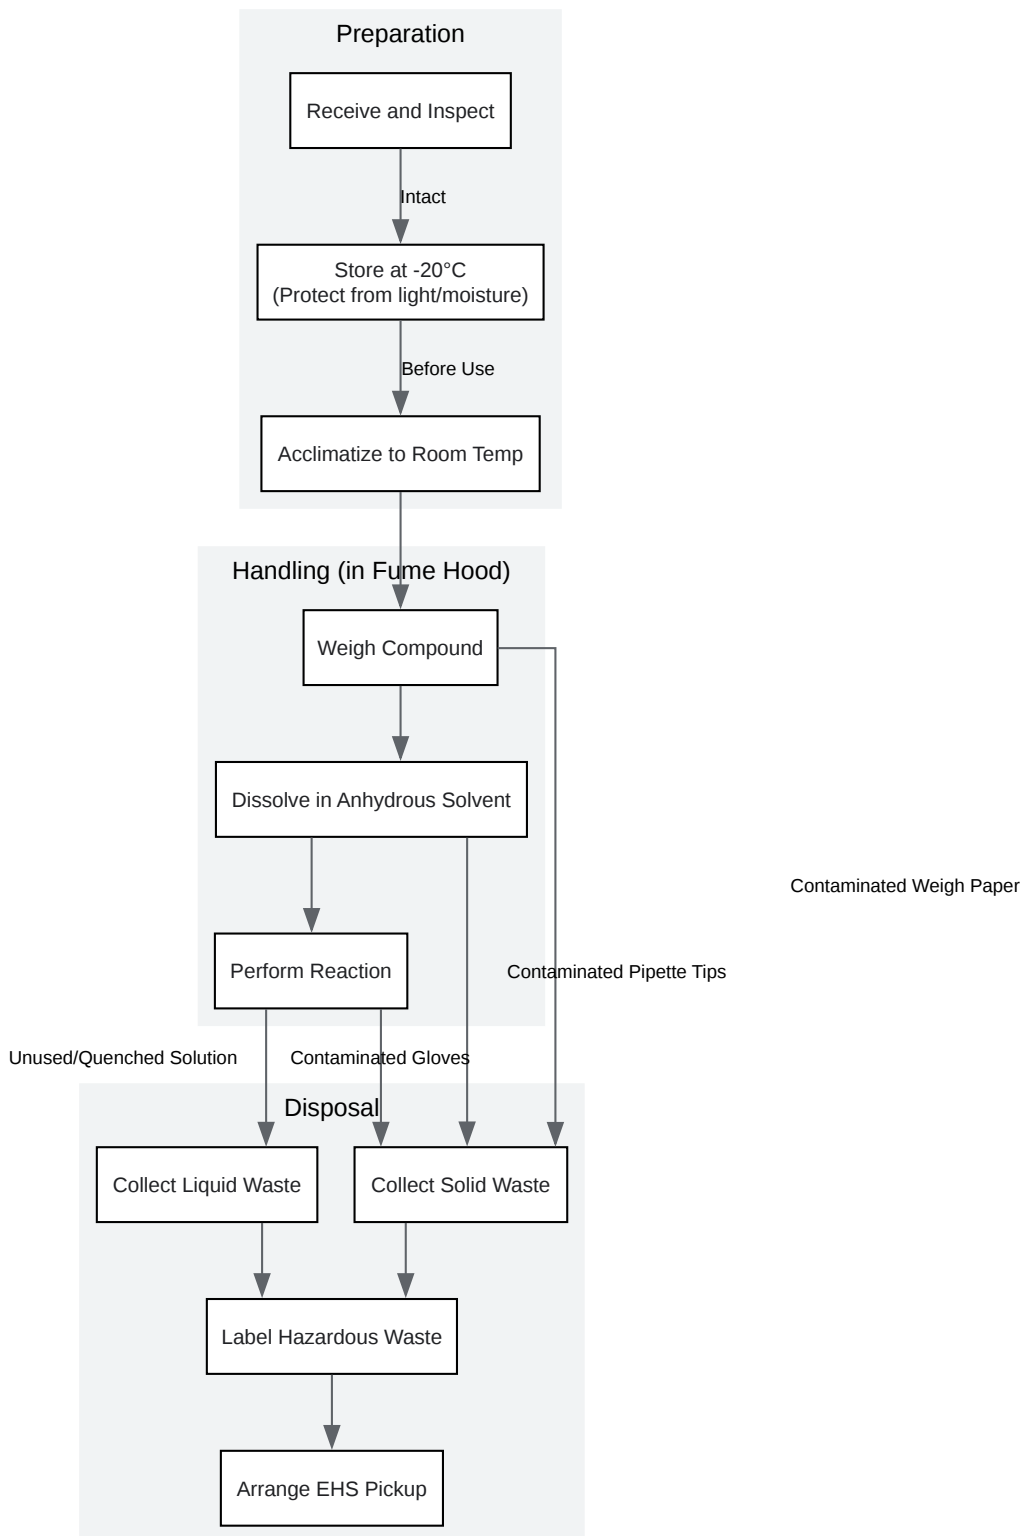 Preparation
Receive and Inspect
Intact
Store at -20°C
(Protect from light/moisture)
Before Use
Acclimatize to Room Temp
Handling (in Fume Hood)
Weigh Compound
Dissolve in Anhydrous Solvent
Contaminated Weigh Paper
Perform Reaction
Contaminated Pipette Tips
Unused/Quenched Solution
Contaminated Gloves
Disposal
Collect Liquid Waste
Collect Solid Waste
Label Hazardous Waste
Arrange EHS Pickup